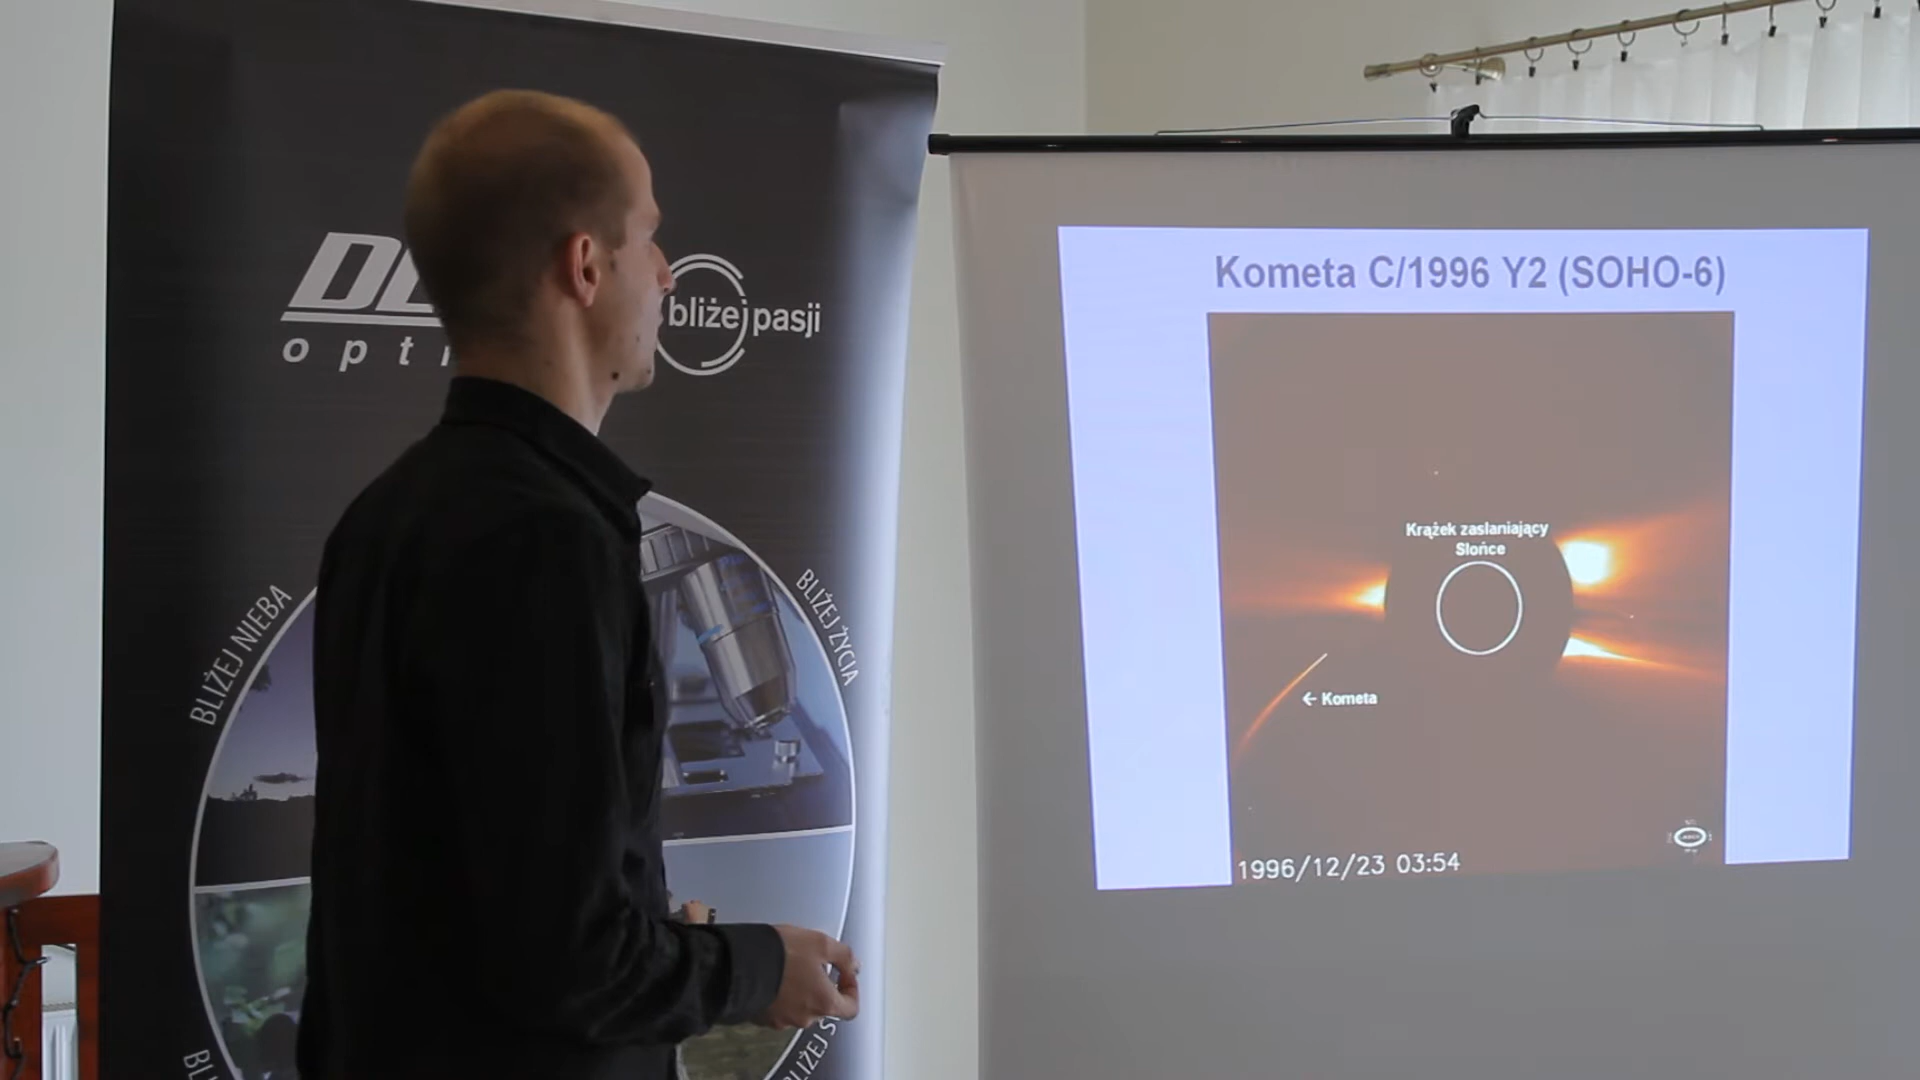 bliżej pasji
BLIŻEJ NIEBA
BLIŻEJ ŻYCIA
BLIŻEJ
Kometa C/1996 Y2 (SOHO-6)
Krążek zasłaniający
Słońce
← Kometa
1996/12/23 03:54